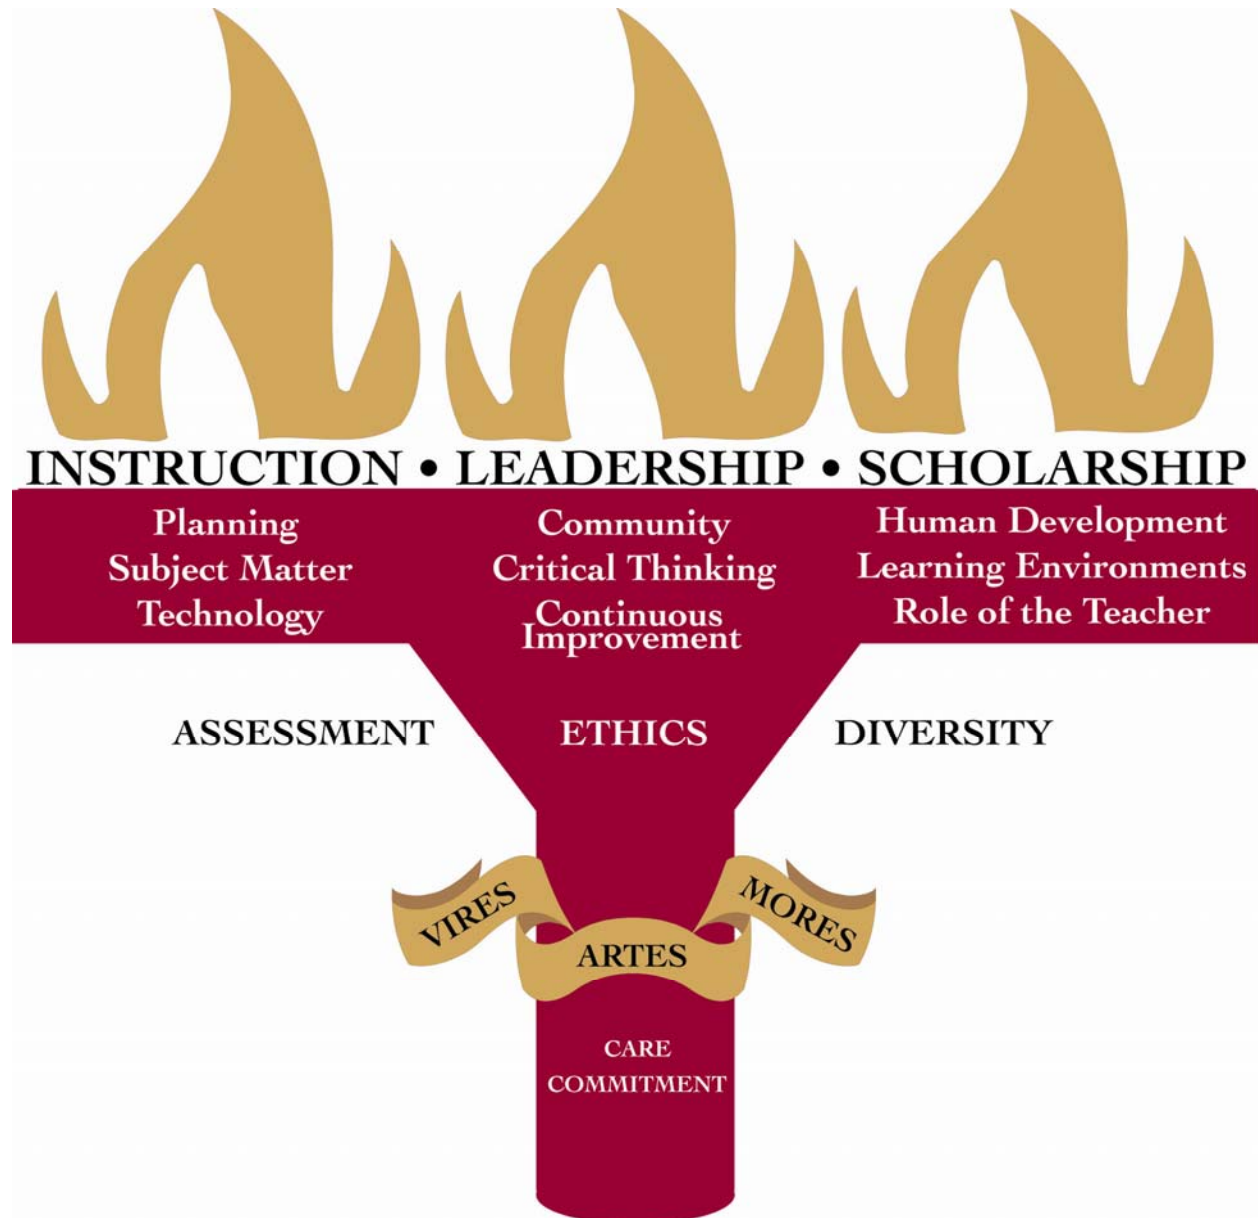 INSTRUCTION • LEADERSHIP • SCHOLARSHIP
Planning
Subject Matter
Technology
Community
Critical Thinking
Continuous
Improvement
Human Development
Learning Environments
Role of the Teacher
ASSESSMENT
ETHICS
DIVERSITY
VIRES
ARTES
MORES
CARE
COMMITMENT